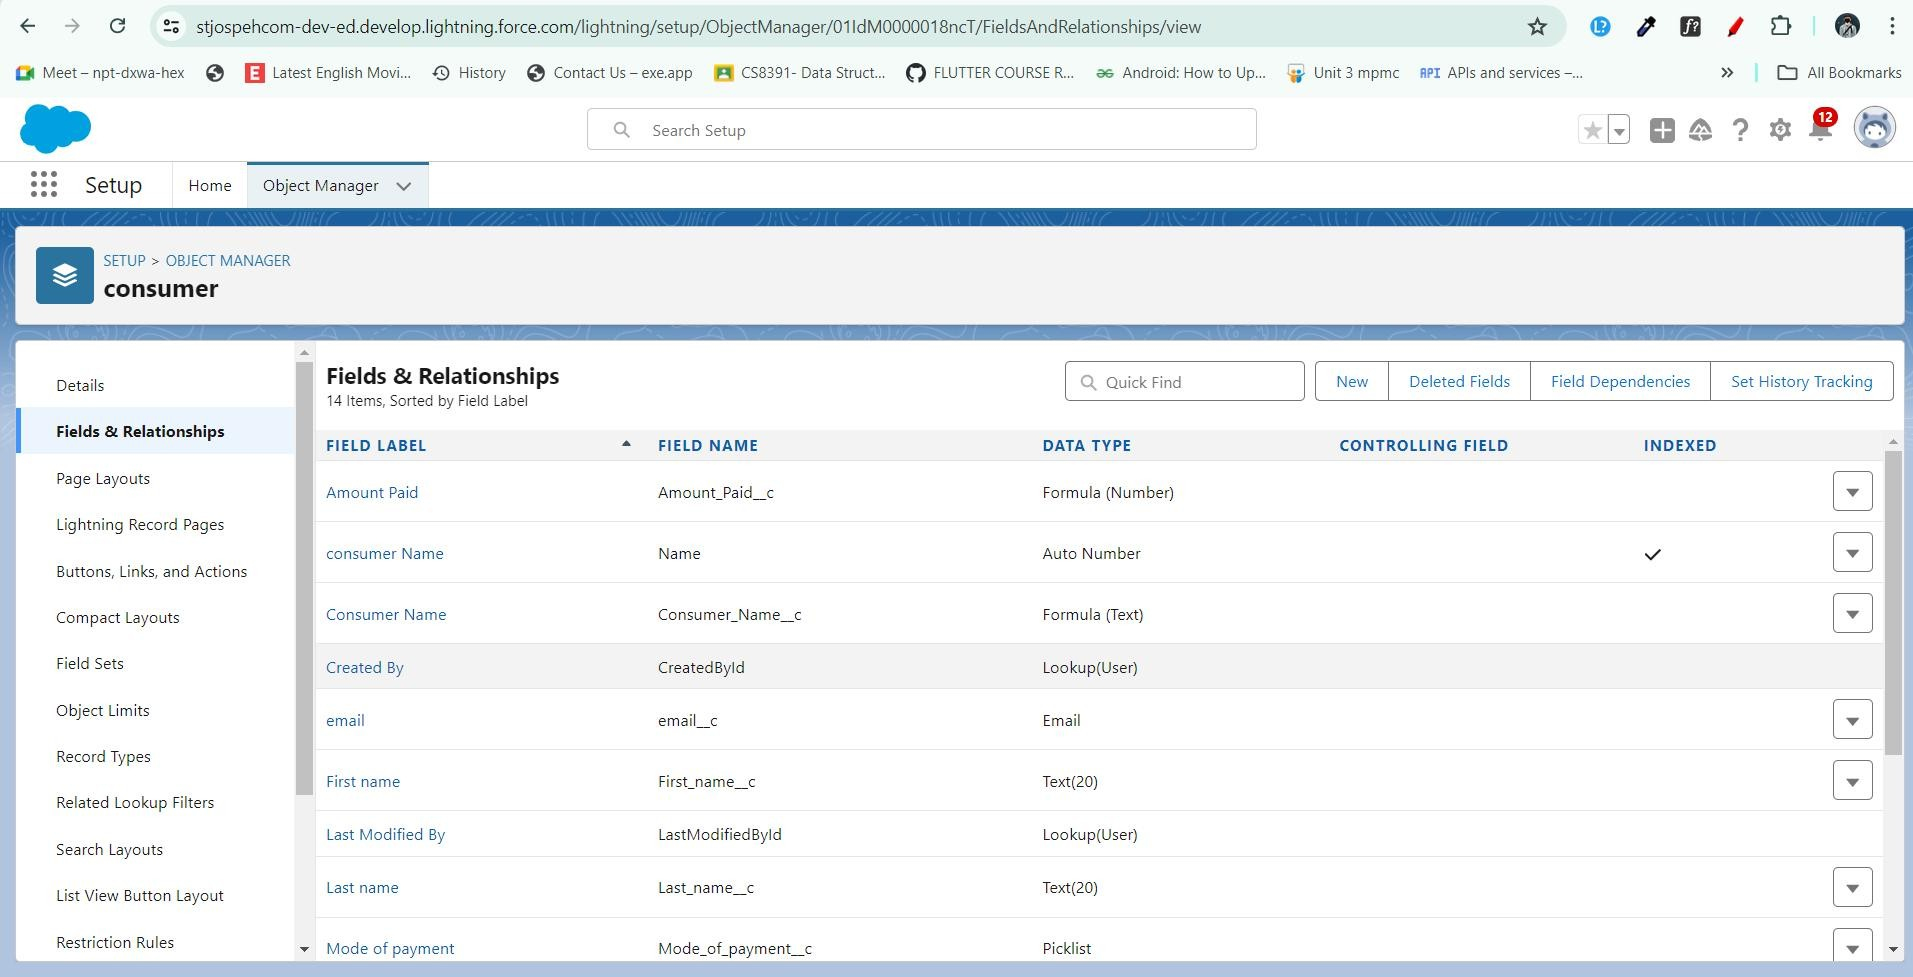 stjospehcom-dev-ed.develop.lightning.force.com/lightning/setup/ObjectManager/01IdM0000018ncT/FieldsAndRelationships/view
Meet – npt-dxwa-hex
Latest English Movi...
History
Contact Us – exe.app
CS8391- Data Struct...
FLUTTER COURSE R...
Android: How to Up...
Unit 3 mpmc
API APIs and services –...
»
All Bookmarks
Search Setup
12
Setup
Home
Object Manager
SETUP > OBJECT MANAGER
consumer
Details
Fields & Relationships
Page Layouts
Lightning Record Pages
Buttons, Links, and Actions
Compact Layouts
Field Sets
Object Limits
Record Types
Related Lookup Filters
Search Layouts
List View Button Layout
Restriction Rules
Fields & Relationships
14 Items, Sorted by Field Label
Quick Find
New
Deleted Fields
Field Dependencies
Set History Tracking
FIELD LABEL FIELD NAME DATA TYPE CONTROLLING FIELD INDEXED
Amount Paid Amount_Paid__c Formula (Number)
consumer Name Name Auto Number
Consumer Name Consumer_Name__c Formula (Text)
Created By CreatedById Lookup(User)
email email__c Email
First name First_name__c Text(20)
Last Modified By LastModifiedById Lookup(User)
Last name Last_name__c Text(20)
Mode of payment Mode_of_payment__c Picklist